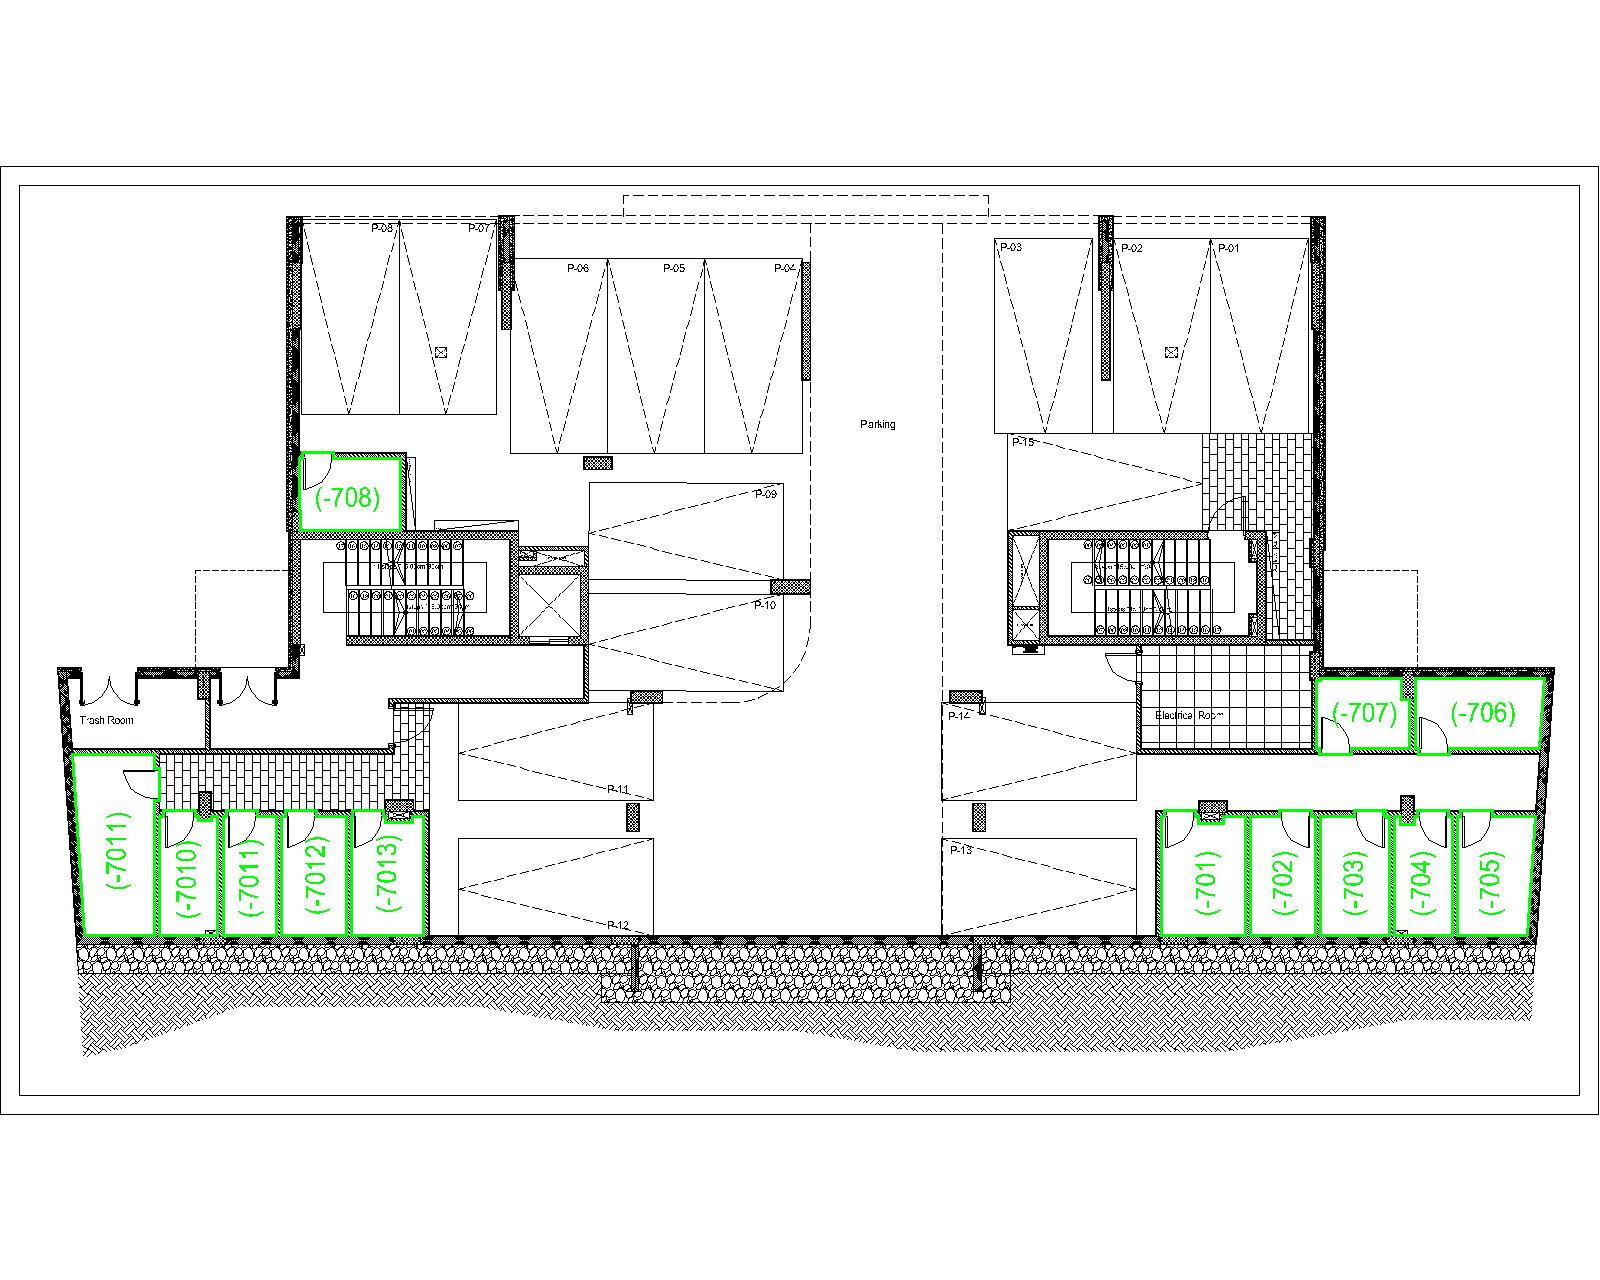 P-08
P-07
P-03
P-02
P-01
P-06
P-05
P-04
Parking
P-15
(-708)
P-09
P-10
(-707)
(-706)
Trash Room
P-14
Electrical Room
P-11
(-7011)
(-7010)
(-7011)
(-7012)
(-7013)
P-13
(-701)
(-702)
(-703)
(-704)
(-705)
P-12